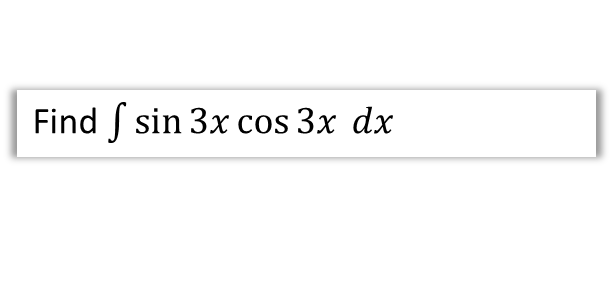 Find ∫ sin 3x cos 3x dx